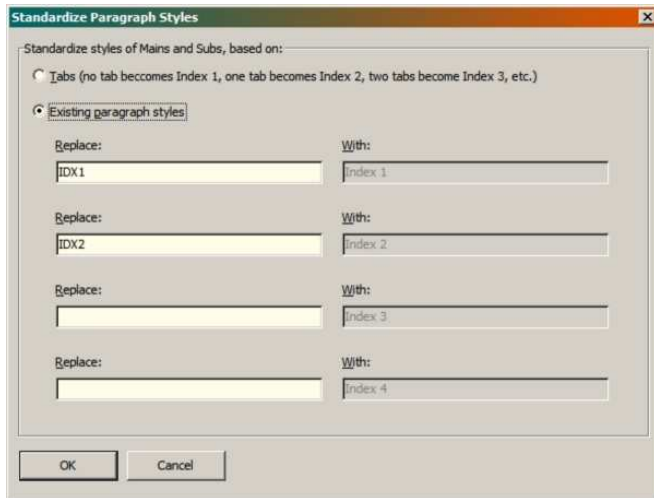 Standardize Paragraph Styles
Standardize styles of Mains and Subs, based on:
Tabs (no tab beccomes Index 1, one tab becomes Index 2, two tabs become Index 3, etc.)
Existing paragraph styles
Replace: With:
IDX1 Index 1
Replace: With:
IDX2 Index 2
Replace: With:
Index 3
Replace: With:
Index 4
OK Cancel